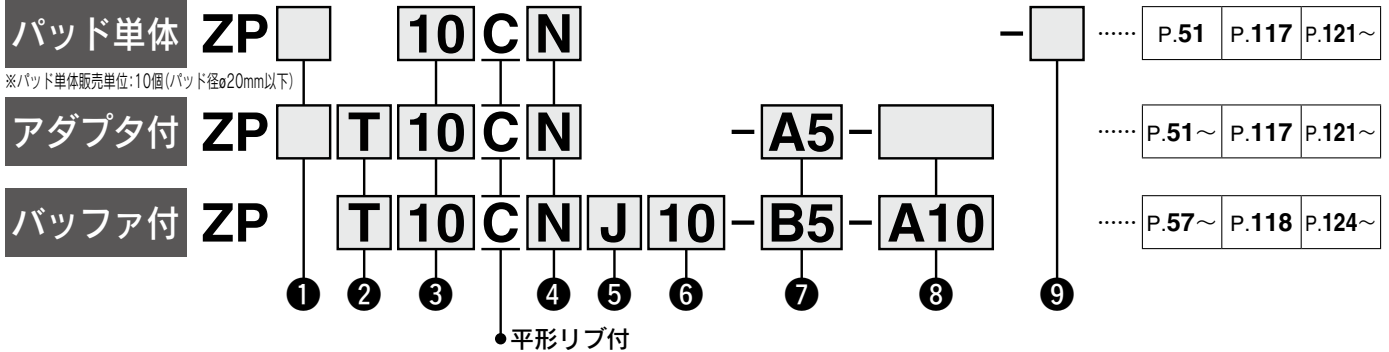 パッド単体 ZP 10 C N - ······ P.51 P.117 P.121～
※パッド単体販売単位:10個(パッド径ø20mm以下)
アダプタ付 ZP T 10 C N -A5- ······ P.51～ P.117 P.121～
バッファ付 ZP T 10 C N J 10 -B5-A10 ······ P.57～ P.118 P.124～
❶ ❷ ❸ ❹ ❺ ❻ ❼ ❽ ❾
●平形リブ付